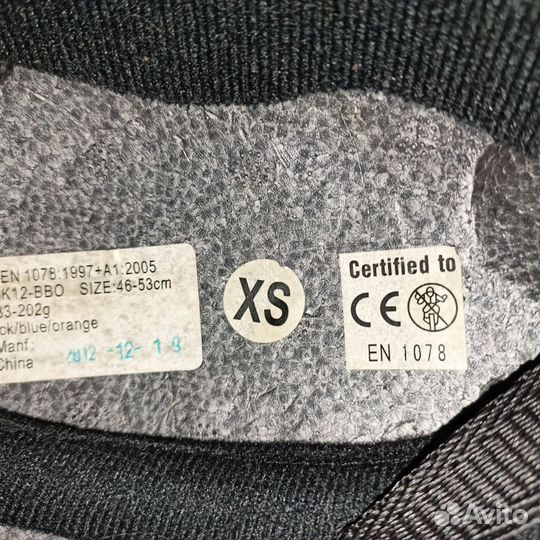 EN 1078:1997+A1:2005
K12-BBO SIZE:46-53cm
83-202g
ck/blue/orange
Manf:
China 2012 -12- 18
XS
Certified to
CE
EN 1078
Avito